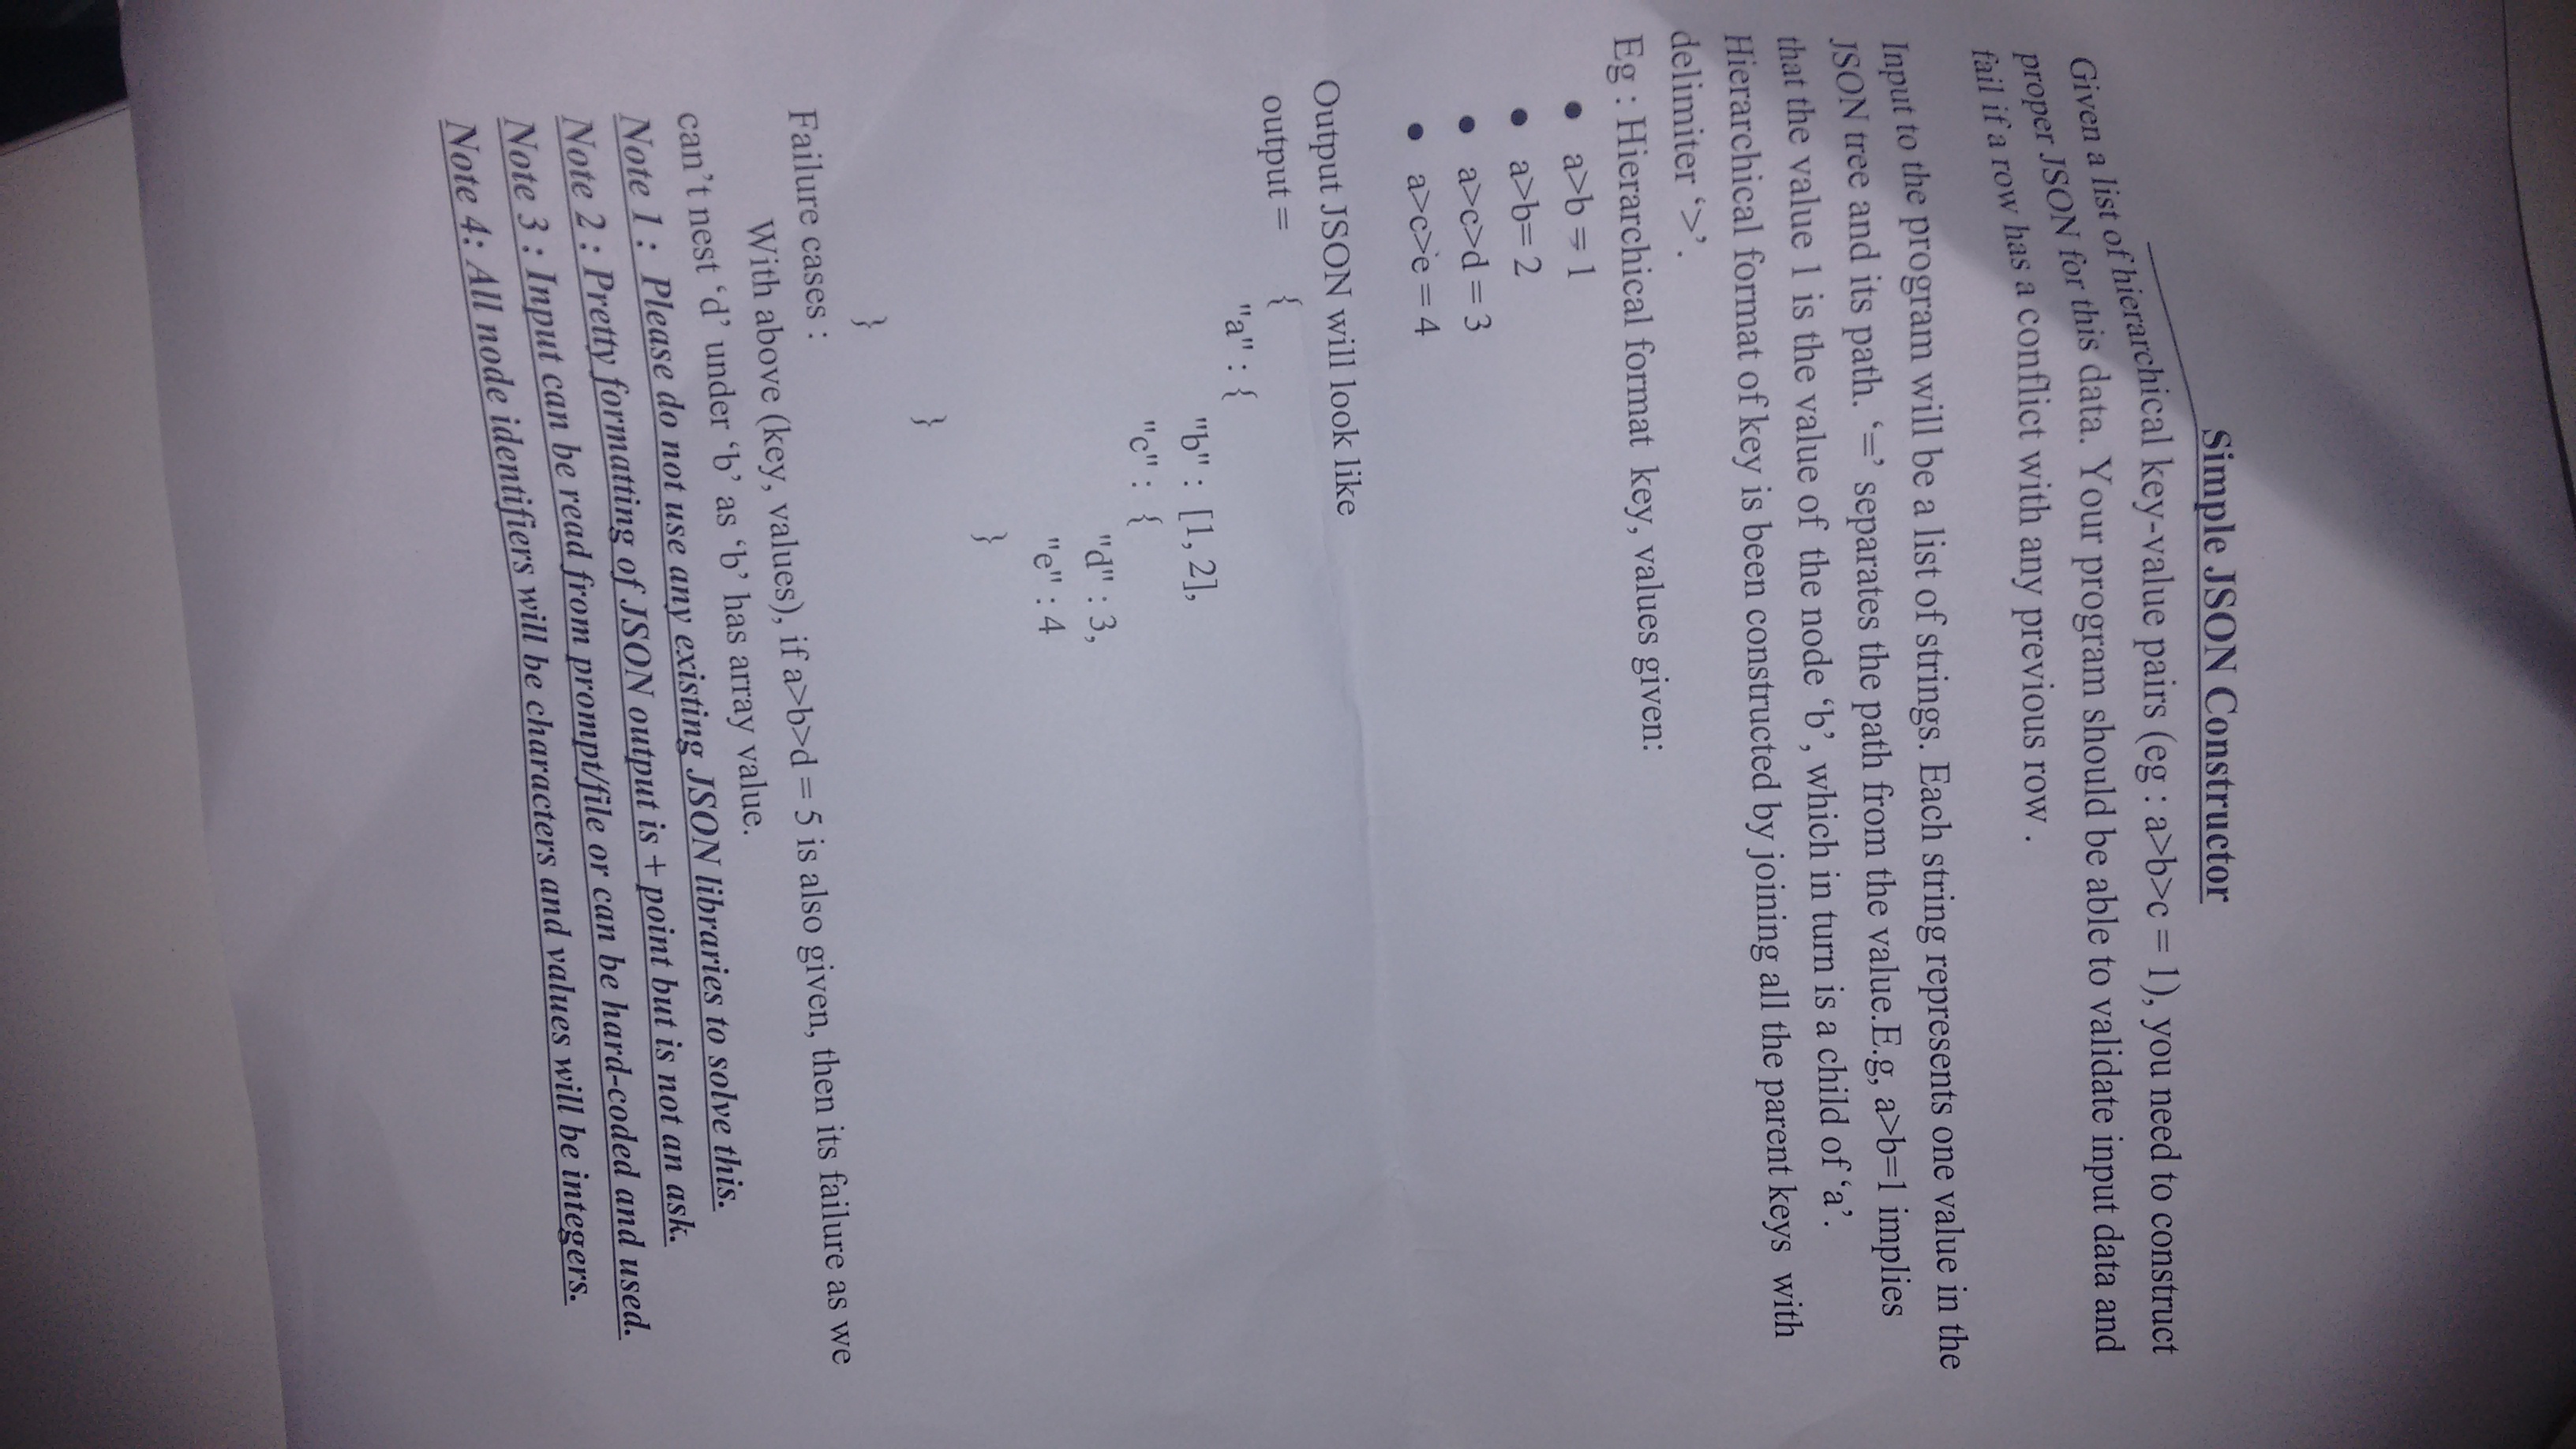 Simple JSON Constructor
Given a list of hierarchical key-value pairs (eg : a>b>c = 1), you need to construct
proper JSON for this data. Your program should be able to validate input data and
fail if a row has a conflict with any previous row .
Input to the program will be a list of strings. Each string represents one value in the
JSON tree and its path. ‘=’ separates the path from the value.E.g, a>b=1 implies
that the value 1 is the value of the node ‘b’, which in turn is a child of ‘a’.
Hierarchical format of key is been constructed by joining all the parent keys with
delimiter ‘>’.
Eg : Hierarchical format key, values given:
• a>b = 1
• a>b= 2
• a>c>d = 3
• a>c>e = 4
Output JSON will look like
output = {
"a" : {
"b" : [1, 2],
"c" : {
"d" : 3,
"e" : 4
}
}
}
Failure cases :
With above (key, values), if a>b>d = 5 is also given, then its failure as we
can’t nest ‘d’ under ‘b’ as ‘b’ has array value.
Note 1 : Please do not use any existing JSON libraries to solve this.
Note 2 : Pretty formatting of JSON output is + point but is not an ask.
Note 3 : Input can be read from prompt/file or can be hard-coded and used.
Note 4: All node identifiers will be characters and values will be integers.